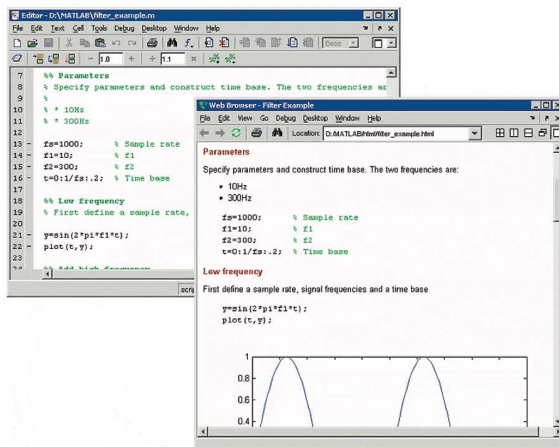 Editor - D:\MATLAB\filter_example.m
File Edit Text Cell Tools Debug Desktop Window Help
Base
- 1.0 + ÷ 1.1 ×
7 %% Parameters
8 % Specify parameters and construct time base. The two frequencies ar
9 %
10 % * 10Hz
11 % * 300Hz
12
13 - fs=1000; % Sample rate
14 - f1=10; % f1
15 - f2=300; % f2
16 - t=0:1/fs:.2; % Time base
17
18 %% Low frequency
19 % First define a sample rate,
20
21 - y=sin(2*pi*f1*t);
22 - plot(t,y);
23
24 %% Add high frequency
scrip
Web Browser - Filter Example
File Edit View Go Debug Desktop Window Help
Location: D:/MATLAB/html/filter_example.html
Parameters
Specify parameters and construct time base. The two frequencies are:
• 10Hz
• 300Hz
fs=1000; % Sample rate
f1=10; % f1
f2=300; % f2
t=0:1/fs:.2; % Time base
Low frequency
First define a sample rate, signal frequencies and a time base
y=sin(2*pi*f1*t);
plot(t,y);
1
0.8
0.6
0.4